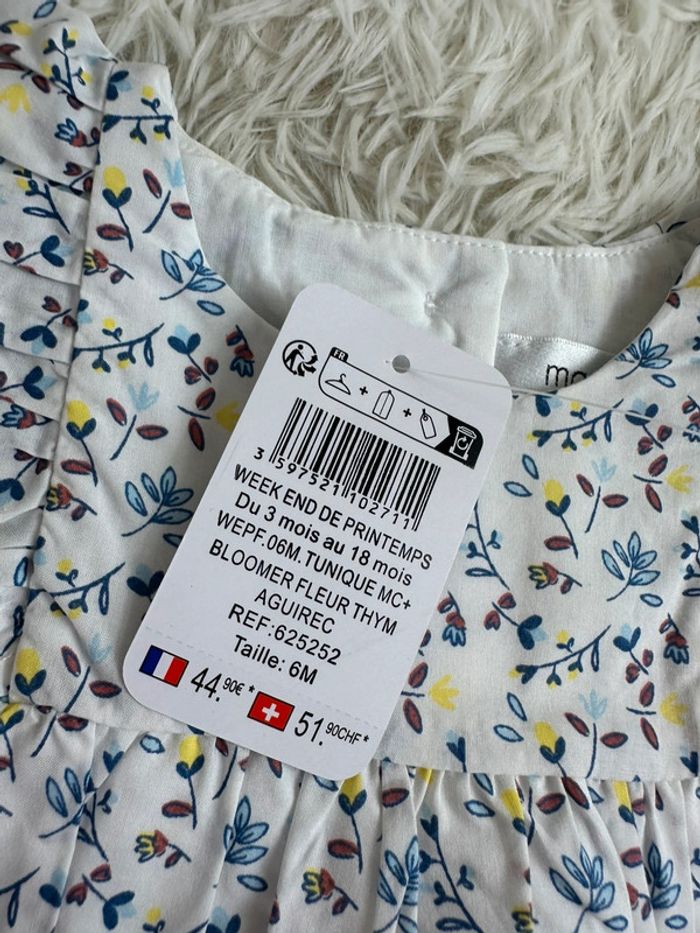 FR
+ +
3 597521 102711
WEEK END DE PRINTEMPS
Du 3 mois au 18 mois
WEPF.06M.TUNIQUE MC+
BLOOMER FLEUR THYM
AGUIREC
REF:625252
Taille: 6M
44.90€* 51.90CHF*